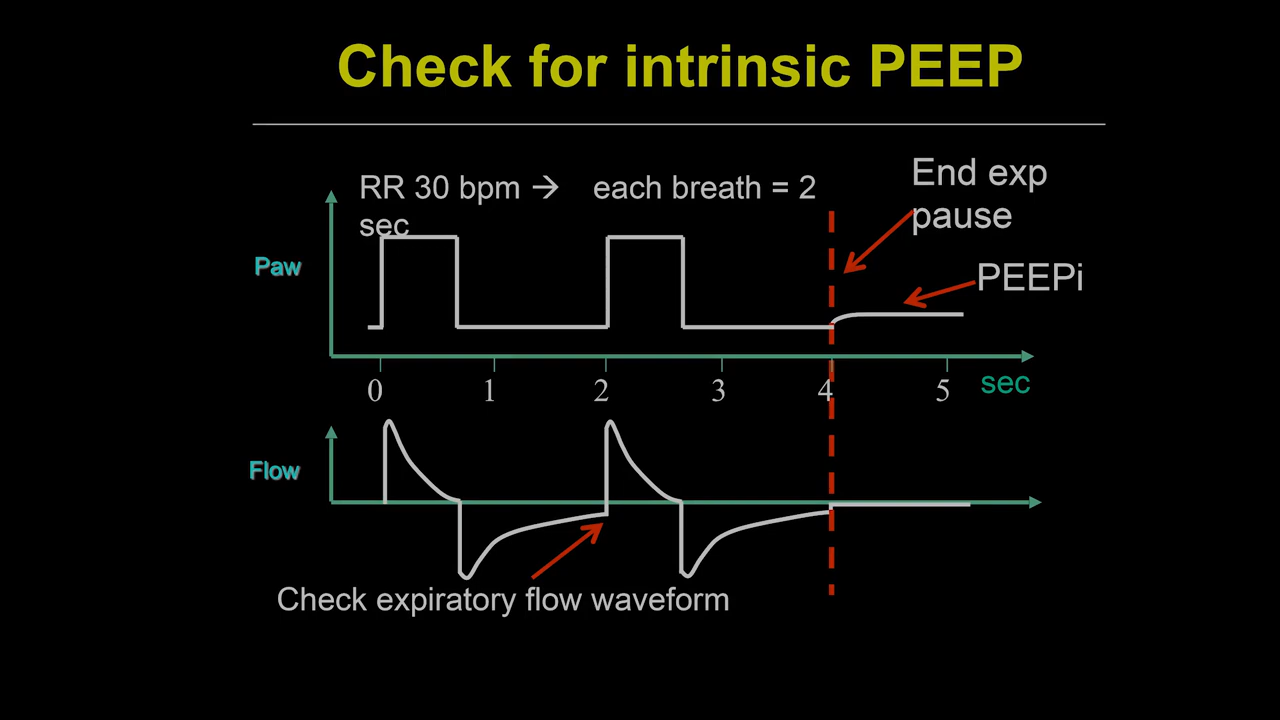 Check for intrinsic PEEP
RR 30 bpm → each breath = 2
sec
End exp
pause
Paw
PEEPi
0 1 2 3 4 5 sec
Flow
Check expiratory flow waveform